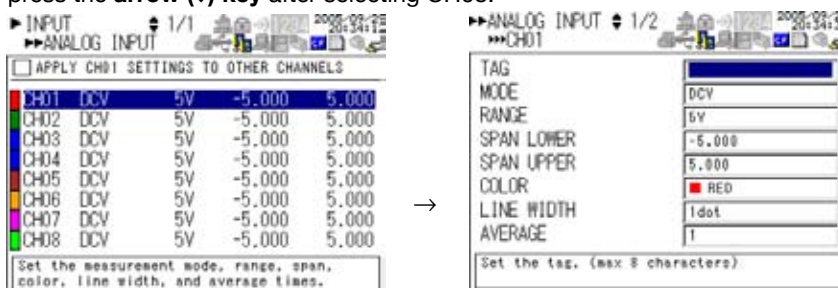 press the arrow (▼) key after selecting CH08.
▶ INPUT 1/1
▶▶ANALOG INPUT
APPLY CH01 SETTINGS TO OTHER CHANNELS
CH01 DCV 5V -5.000 5.000
CH02 DCV 5V -5.000 5.000
CH03 DCV 5V -5.000 5.000
CH04 DCV 5V -5.000 5.000
CH05 DCV 5V -5.000 5.000
CH06 DCV 5V -5.000 5.000
CH07 DCV 5V -5.000 5.000
CH08 DCV 5V -5.000 5.000
Set the measurement mode, range, span,
color, line width, and average times.
→
▶▶ANALOG INPUT 1/2
▶▶▶CH01
TAG
MODE DCV
RANGE 5V
SPAN LOWER -5.000
SPAN UPPER 5.000
COLOR RED
LINE WIDTH 1dot
AVERAGE 1
Set the tag. (max 8 characters)